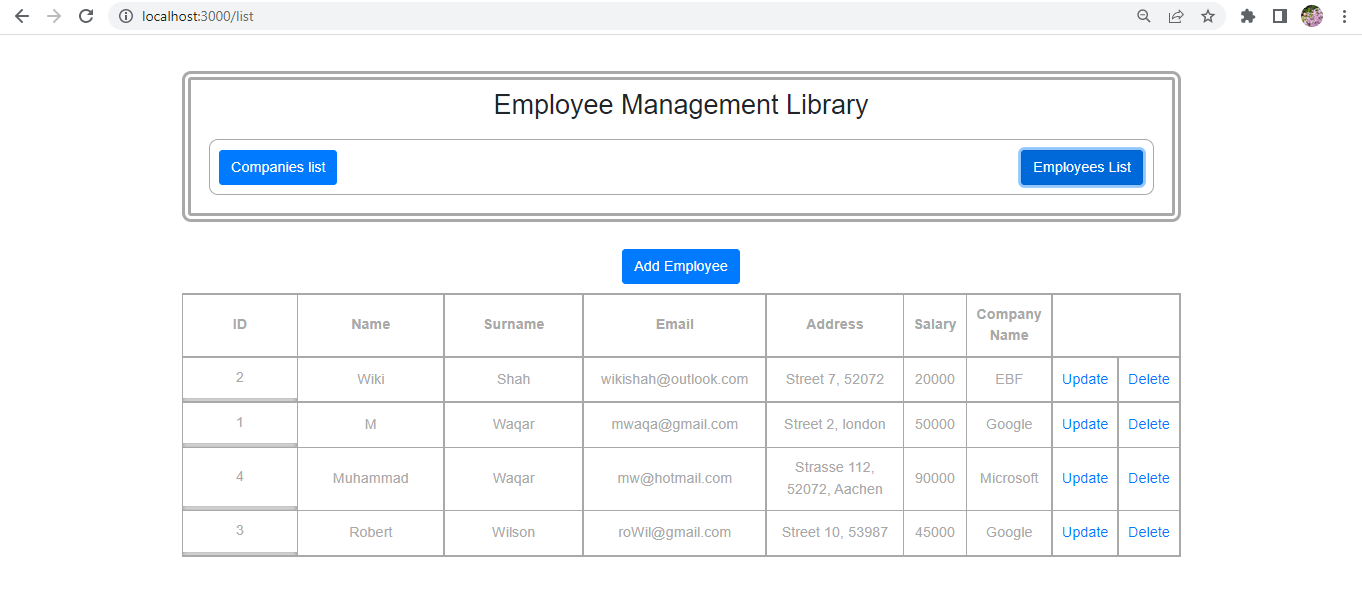 localhost:3000/list
Employee Management Library
Companies list Employees List
Add Employee
ID Name Surname Email Address Salary Company Name
2 Wiki Shah wikishah@outlook.com Street 7, 52072 20000 EBF Update Delete
1 M Waqar mwaqa@gmail.com Street 2, london 50000 Google Update Delete
4 Muhammad Waqar mw@hotmail.com Strasse 112, 52072, Aachen 90000 Microsoft Update Delete
3 Robert Wilson roWil@gmail.com Street 10, 53987 45000 Google Update Delete